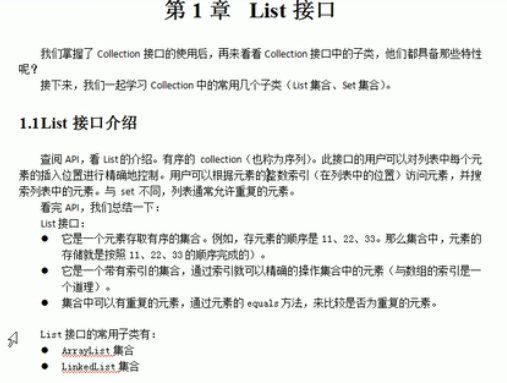 第 1 章 List 接口
我们掌握了 Collection 接口的使用后，再来看看 Collection 接口中的子类，他们都具备那些特性
呢？
接下来，我们一起学习 Collection 中的常用几个子类（List 集合、Set 集合）。
1.1List 接口介绍
查阅 API，看 List 的介绍。有序的 collection（也称为序列）。此接口的用户可以对列表中每个元
素的插入位置进行精确地控制。用户可以根据元素的整数索引（在列表中的位置）访问元素，并搜
索列表中的元素。与 set 不同，列表通常允许重复的元素。
看完 API，我们总结一下：
List 接口：
● 它是一个元素存取有序的集合。例如，存元素的顺序是 11、22、33。那么集合中，元素的
存储就是按照 11、22、33 的顺序完成的）。
● 它是一个带有索引的集合，通过索引就可以精确的操作集合中的元素（与数组的索引是一
个道理）。
● 集合中可以有重复的元素，通过元素的 equals 方法，来比较是否为重复的元素。
List 接口的常用子类有：
● ArrayList 集合
● LinkedList 集合